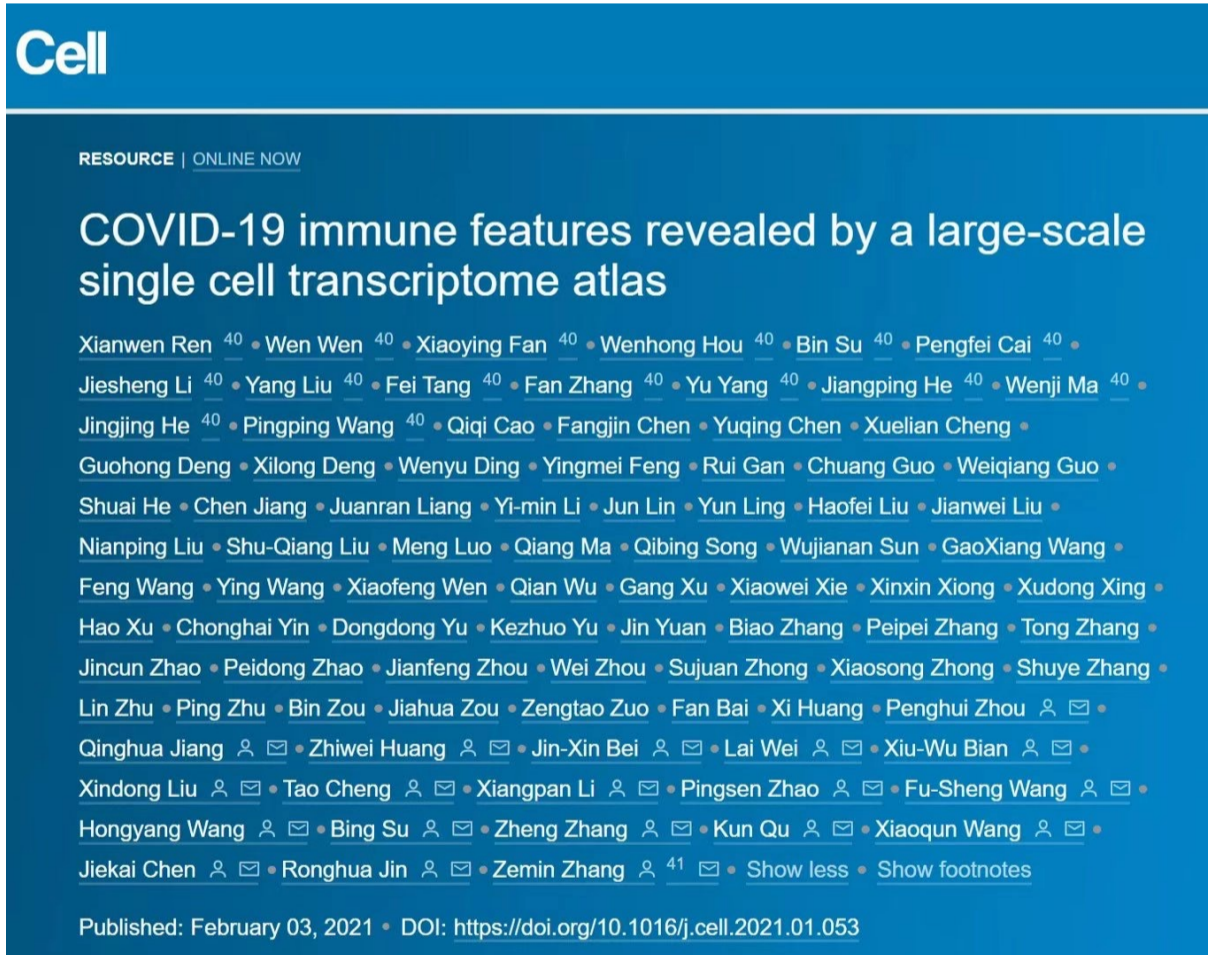 Cell
RESOURCE | ONLINE NOW
COVID-19 immune features revealed by a large-scale
single cell transcriptome atlas
Xianwen Ren 40 • Wen Wen 40 • Xiaoying Fan 40 • Wenhong Hou 40 • Bin Su 40 • Pengfei Cai 40 •
Jiesheng Li 40 • Yang Liu 40 • Fei Tang 40 • Fan Zhang 40 • Yu Yang 40 • Jiangping He 40 • Wenji Ma 40 •
Jingjing He 40 • Pingping Wang 40 • Qiqi Cao • Fangjin Chen • Yuqing Chen • Xuelian Cheng •
Guohong Deng • Xilong Deng • Wenyu Ding • Yingmei Feng • Rui Gan • Chuang Guo • Weiqiang Guo •
Shuai He • Chen Jiang • Juanran Liang • Yi-min Li • Jun Lin • Yun Ling • Haofei Liu • Jianwei Liu •
Nianping Liu • Shu-Qiang Liu • Meng Luo • Qiang Ma • Qibing Song • Wujianan Sun • GaoXiang Wang •
Feng Wang • Ying Wang • Xiaofeng Wen • Qian Wu • Gang Xu • Xiaowei Xie • Xinxin Xiong • Xudong Xing •
Hao Xu • Chonghai Yin • Dongdong Yu • Kezhuo Yu • Jin Yuan • Biao Zhang • Peipei Zhang • Tong Zhang •
Jincun Zhao • Peidong Zhao • Jianfeng Zhou • Wei Zhou • Sujuan Zhong • Xiaosong Zhong • Shuye Zhang •
Lin Zhu • Ping Zhu • Bin Zou • Jiahua Zou • Zengtao Zuo • Fan Bai • Xi Huang • Penghui Zhou •
Qinghua Jiang • Zhiwei Huang • Jin-Xin Bei • Lai Wei • Xiu-Wu Bian •
Xindong Liu • Tao Cheng • Xiangpan Li • Pingsen Zhao • Fu-Sheng Wang •
Hongyang Wang • Bing Su • Zheng Zhang • Kun Qu • Xiaoqun Wang •
Jiekai Chen • Ronghua Jin • Zemin Zhang 41 • Show less • Show footnotes
Published: February 03, 2021 • DOI: https://doi.org/10.1016/j.cell.2021.01.053